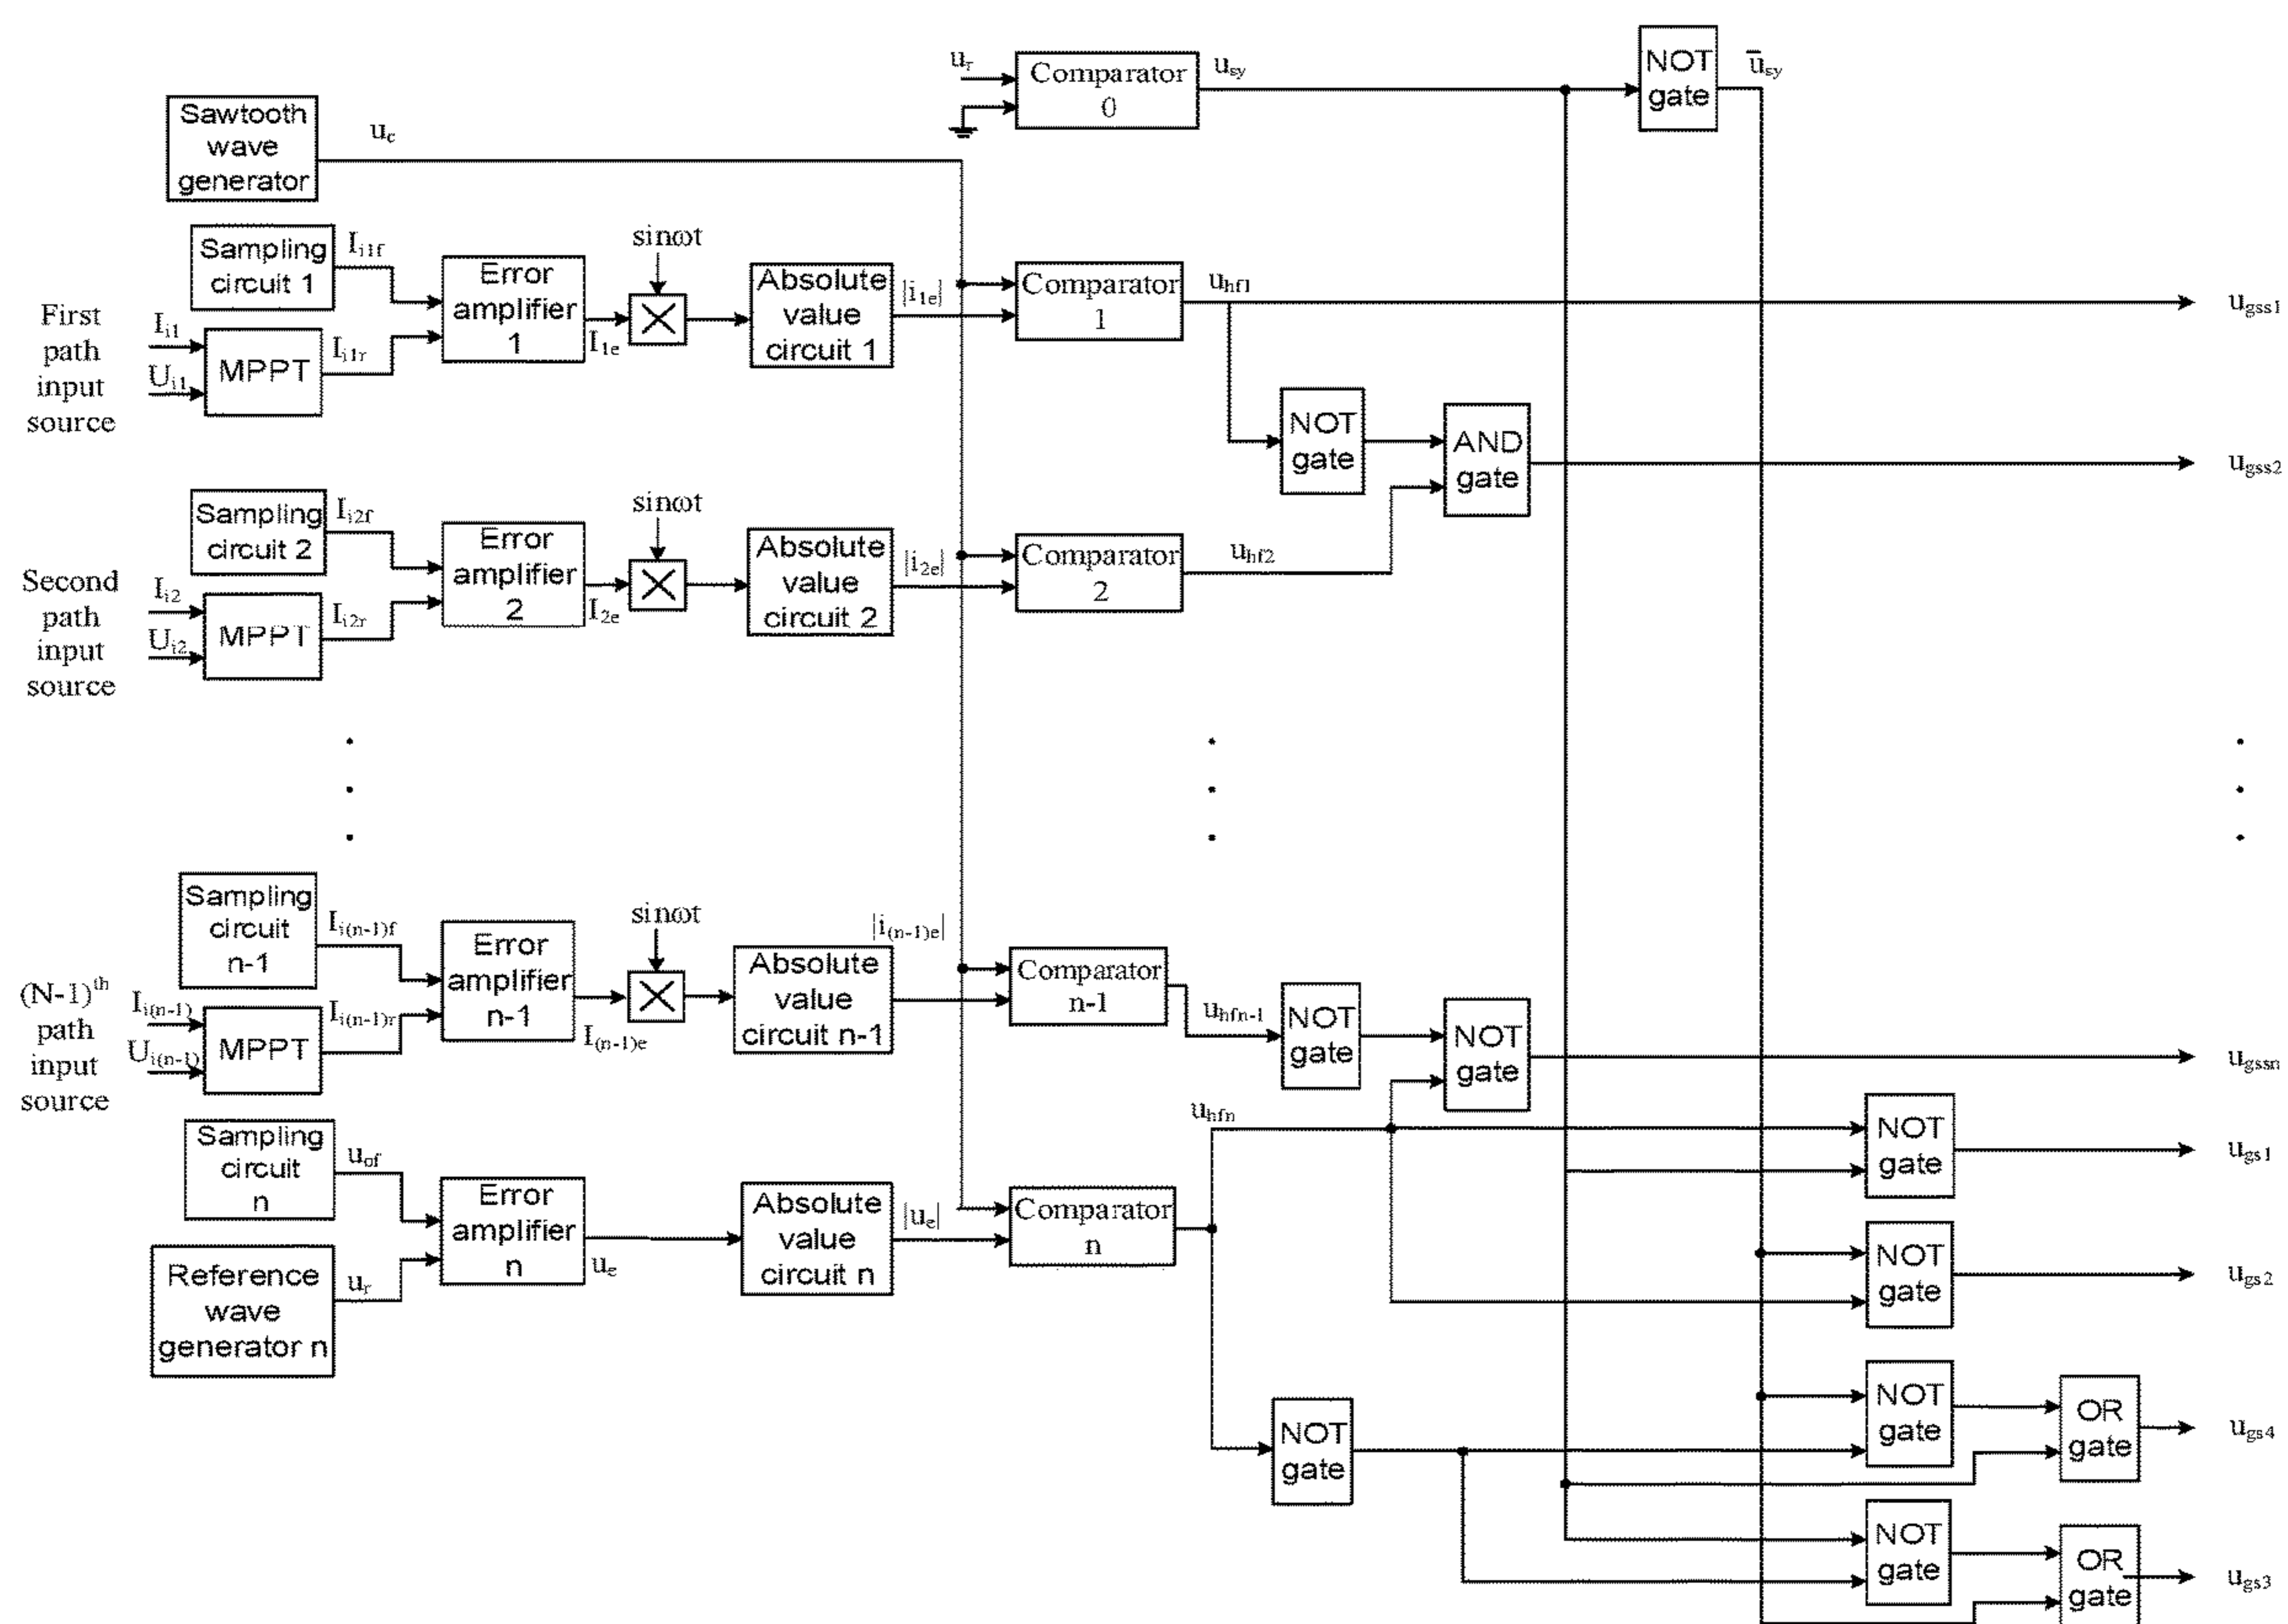 u_r
Comparator
0
u_sy
NOT
gate
ū_sy
Sawtooth
wave
generator
u_c
Sampling
circuit 1
I_i1f
First
path
input
source
I_i1
U_i1
MPPT
I_i1r
Error
amplifier
1
I_1e
sinωt
Absolute
value
circuit 1
|i_1e|
Comparator
1
u_hf1
u_gss1
NOT
gate
AND
gate
u_gss2
Sampling
circuit 2
I_i2f
Second
path
input
source
I_i2
U_i2
MPPT
I_i2r
Error
amplifier
2
I_2e
sinωt
Absolute
value
circuit 2
|i_2e|
Comparator
2
u_hf2
Sampling
circuit
n-1
I_i(n-1)f
(N-1)^th
path
input
source
I_i(n-1)
U_i(n-1)
MPPT
I_i(n-1)r
Error
amplifier
n-1
I_(n-1)e
sinωt
Absolute
value
circuit n-1
|i_(n-1)e|
Comparator
n-1
u_hfn-1
NOT
gate
NOT
gate
u_gssn
Sampling
circuit
n
u_of
Reference
wave
generator n
u_r
Error
amplifier
n
u_e
Absolute
value
circuit n
|u_e|
Comparator
n
u_hfn
NOT
gate
u_gs1
NOT
gate
u_gs2
NOT
gate
NOT
gate
OR
gate
u_gs4
NOT
gate
OR
gate
u_gs3